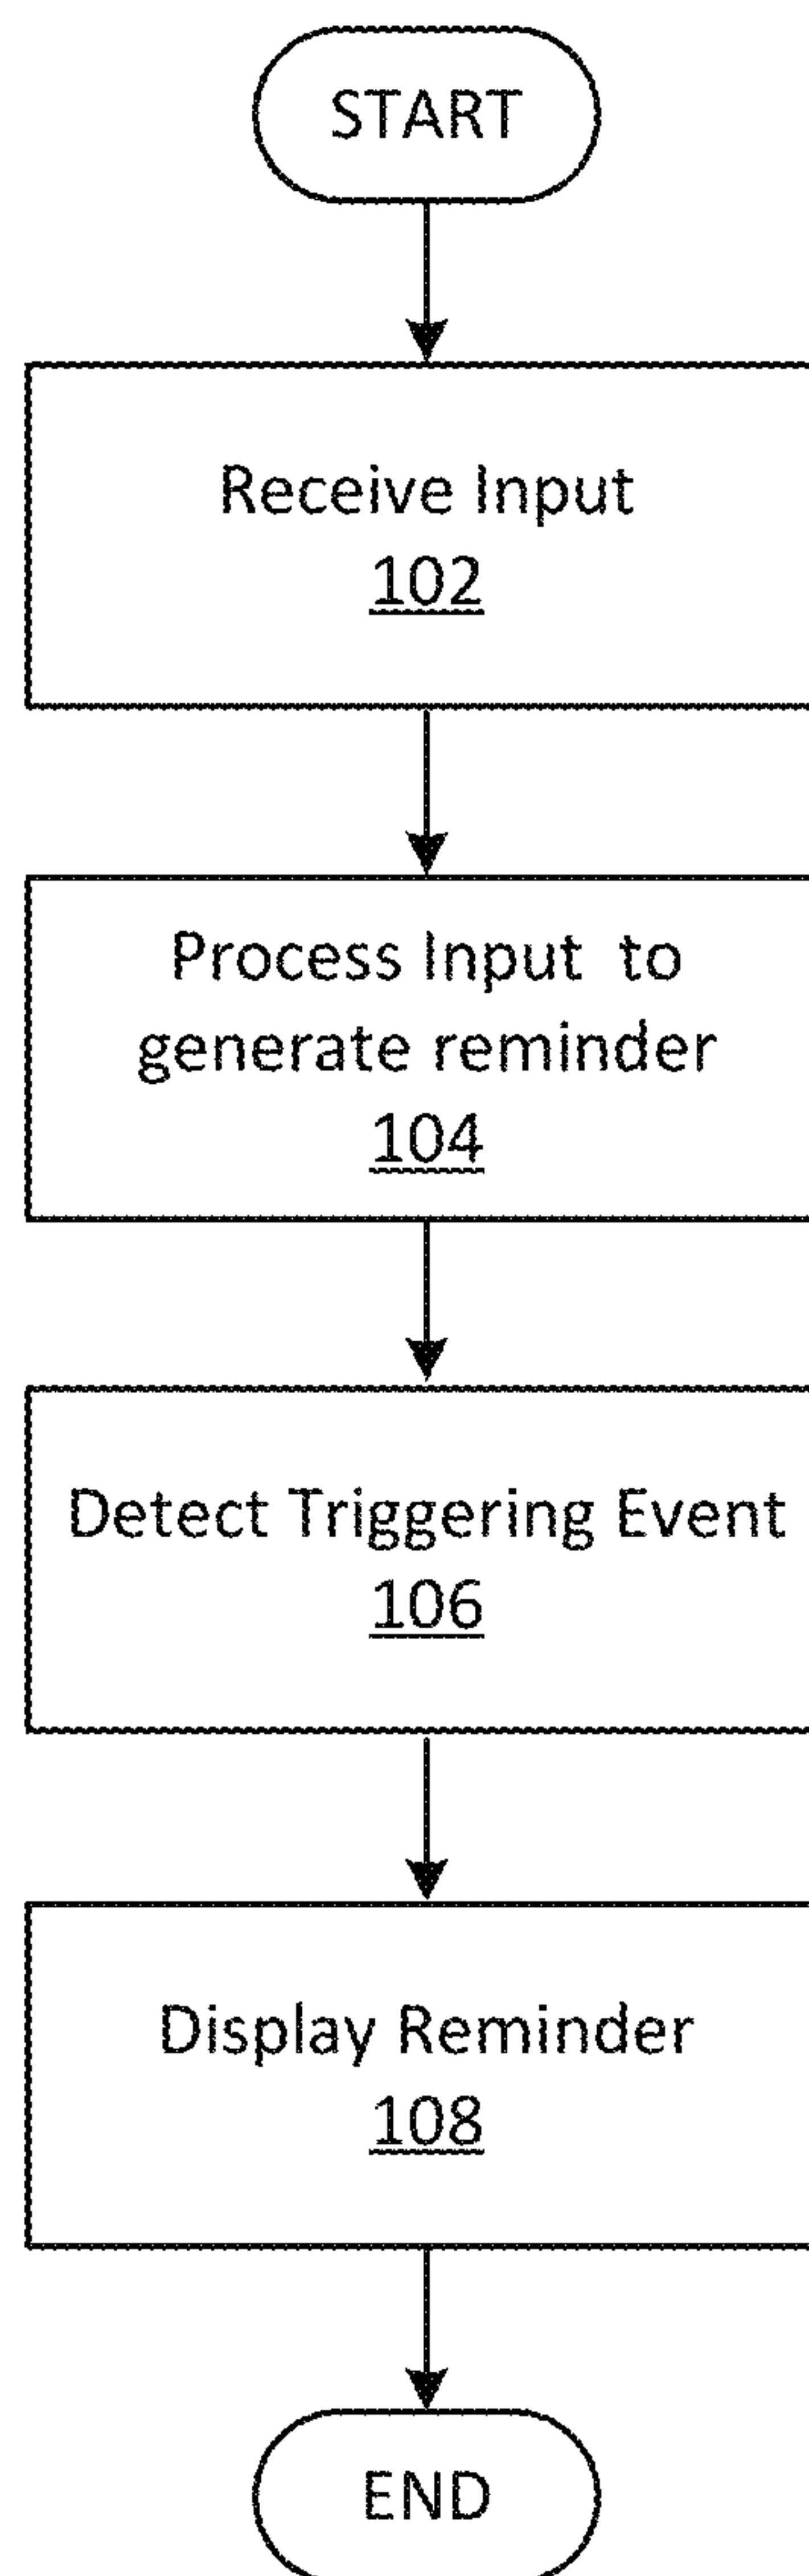 START
Receive Input
102
Process Input  to
generate reminder
104
Detect Triggering Event
106
Display Reminder
108
END